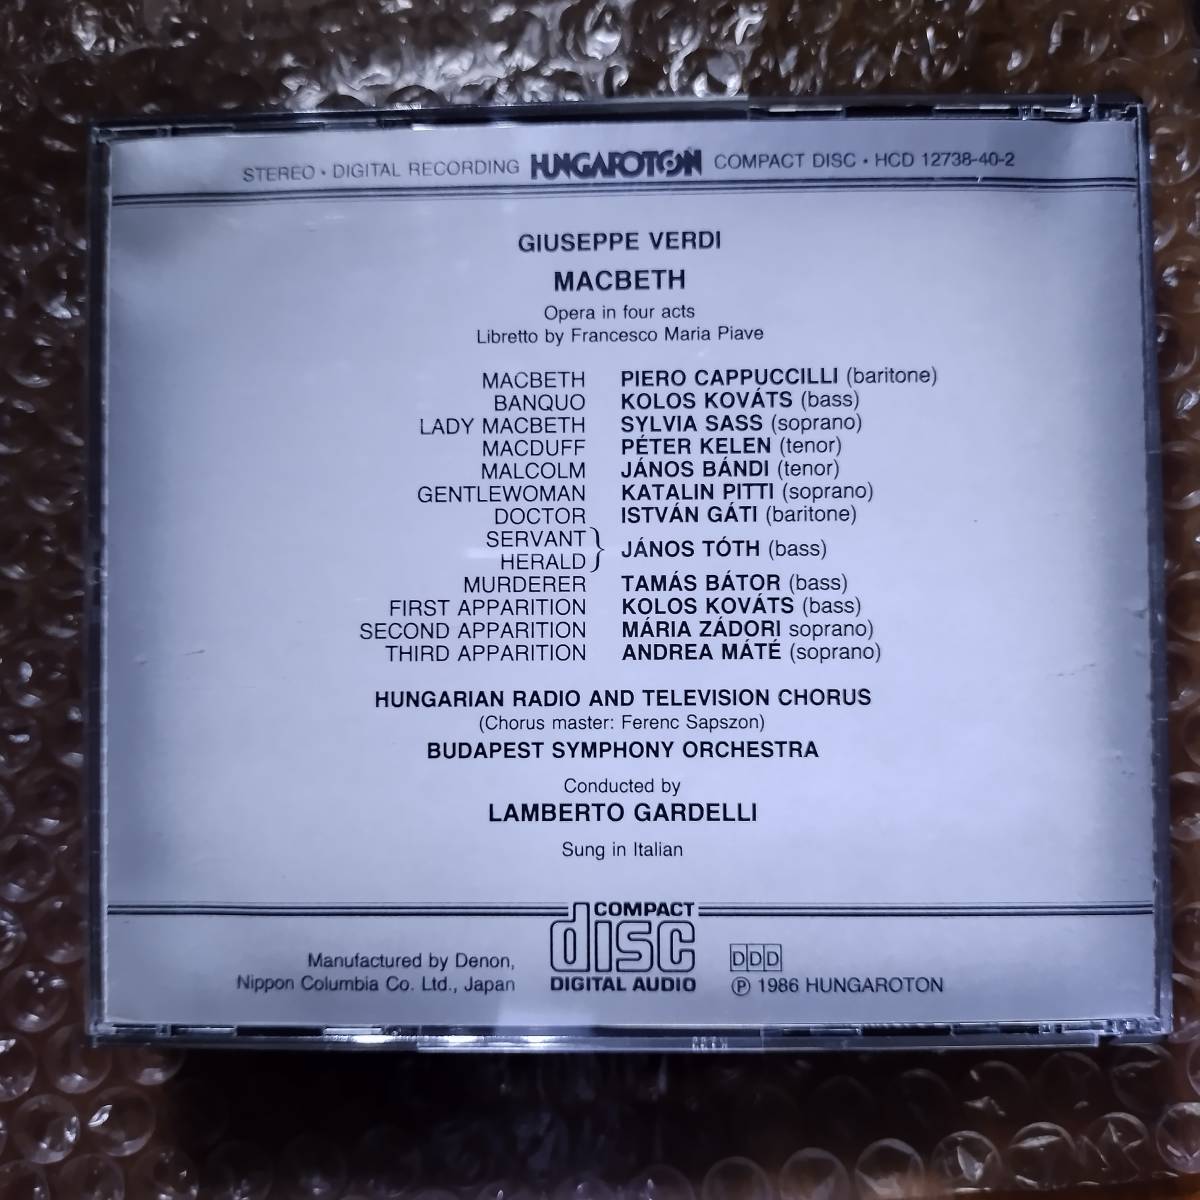 STEREO • DIGITAL RECORDING HUNGAROTON COMPACT DISC • HCD 12738-40-2
GIUSEPPE VERDI
MACBETH
Opera in four acts
Libretto by Francesco Maria Piave
MACBETH PIERO CAPPUCCILLI (baritone)
BANQUO KOLOS KOVÁTS (bass)
LADY MACBETH SYLVIA SASS (soprano)
MACDUFF PÉTER KELEN (tenor)
MALCOLM JÁNOS BÁNDI (tenor)
GENTLEWOMAN KATALIN PITTI (soprano)
DOCTOR ISTVÁN GÁTI (baritone)
SERVANT
HERALD } JÁNOS TÓTH (bass)
MURDERER TAMÁS BÁTOR (bass)
FIRST APPARITION KOLOS KOVÁTS (bass)
SECOND APPARITION MÁRIA ZÁDORI soprano)
THIRD APPARITION ANDREA MÁTÉ (soprano)
HUNGARIAN RADIO AND TELEVISION CHORUS
(Chorus master: Ferenc Sapszon)
BUDAPEST SYMPHONY ORCHESTRA
Conducted by
LAMBERTO GARDELLI
Sung in Italian
Manufactured by Denon,
Nippon Columbia Co. Ltd., Japan
COMPACT
disc
DIGITAL AUDIO
DDD
℗ 1986 HUNGAROTON